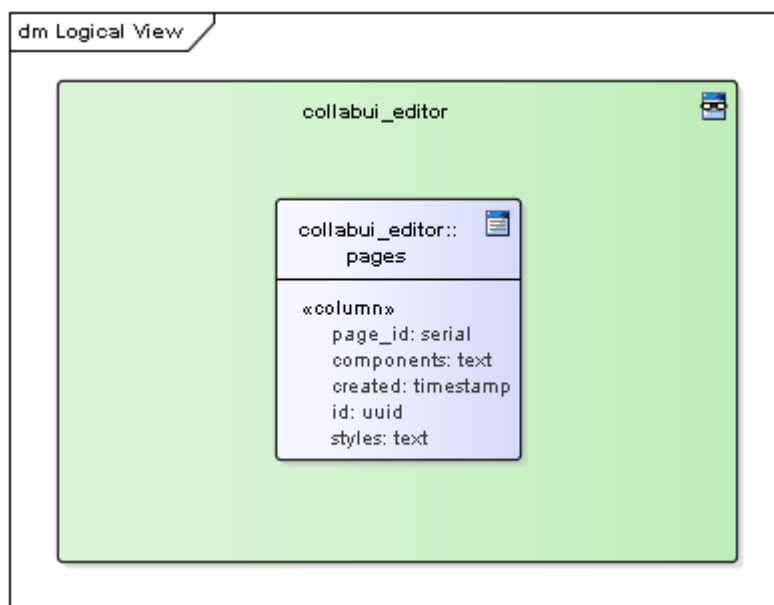 dm Logical View
collabui_editor
collabui_editor::
pages
«column»
page_id: serial
components: text
created: timestamp
id: uuid
styles: text